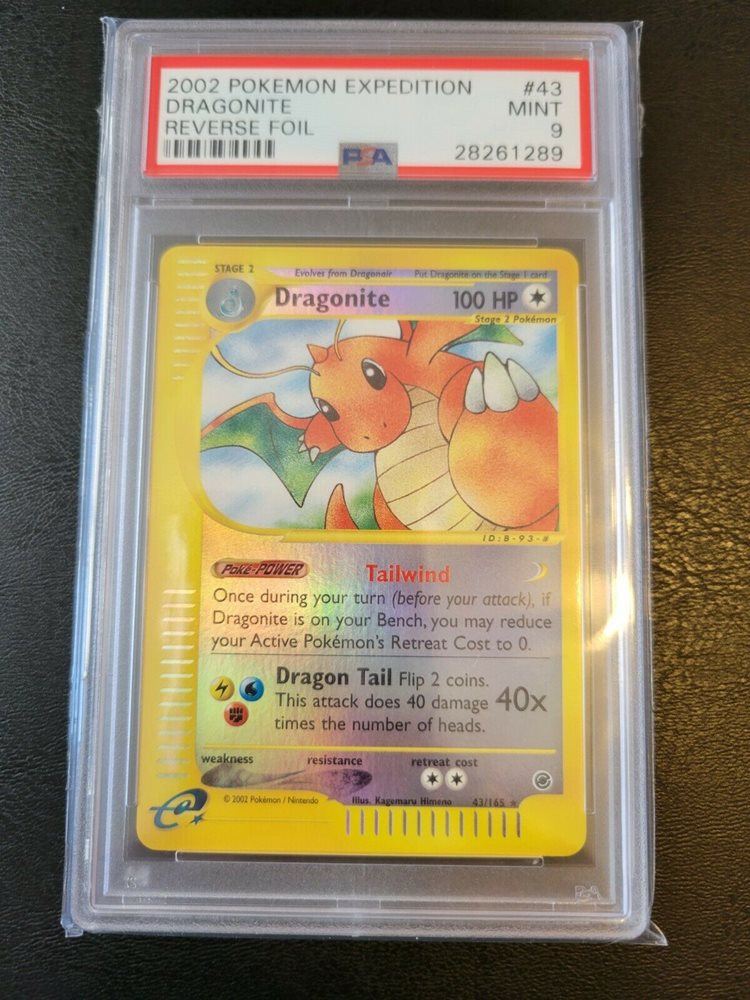 2002 POKEMON EXPEDITION #43
DRAGONITE MINT
REVERSE FOIL 9
PSA 28261289
STAGE 2 Evolves from Dragonair Put Dragonite on the Stage 1 card
Dragonite 100 HP
Stage 2 Pokémon
ID:B-93-#
Poké-POWER Tailwind
Once during your turn (before your attack), if
Dragonite is on your Bench, you may reduce
your Active Pokémon's Retreat Cost to 0.
Dragon Tail Flip 2 coins.
This attack does 40 damage 40x
times the number of heads.
weakness resistance retreat cost
© 2002 Pokémon / Nintendo Illus. Kagemaru Himeno 43/165 ★
e
PSA